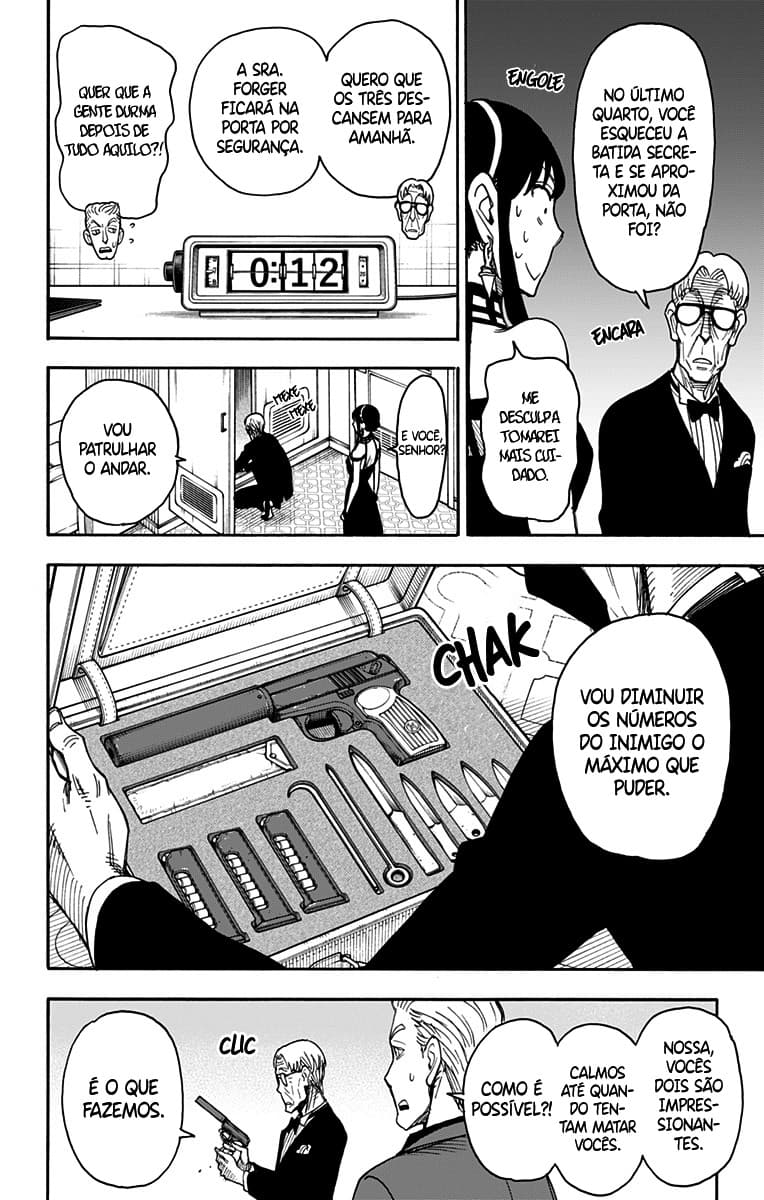 ENGOLE
NO ÚLTIMO
QUARTO, VOCÊ
ESQUECEU A
BATIDA SECRE-
TA E SE APRO-
XIMOU DA
PORTA, NÃO
FOI?
ENCARA
ME
DESCULPA
TOMAREI
MAIS CUI-
DADO.
QUERO QUE
OS TRÊS DES-
CANSEM PARA
AMANHÃ.
A SRA.
FORGER
FICARÁ NA
PORTA POR
SEGURANÇA.
QUER QUE A
GENTE DURMA
DEPOIS DE
TUDO AQUILO?!
0:12
E VOCÊ,
SENHOR?
MEXE
MEXE
VOU
PATRULHAR
O ANDAR.
CHAK
VOU DIMINUIR
OS NÚMEROS
DO INIMIGO O
MÁXIMO QUE
PUDER.
NOSSA,
VOCÊS
DOIS SÃO
IMPRES-
SIONAN-
TES.
CALMOS
ATÉ QUAN-
DO TEN-
TAM MATAR
VOCÊS.
COMO É
POSSÍVEL?!
CLIC
É O QUE
FAZEMOS.